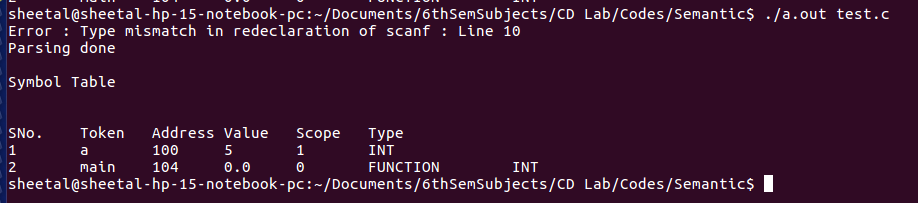 sheetal@sheetal-hp-15-notebook-pc:~/Documents/6thSemSubjects/CD Lab/Codes/Semantic$ ./a.out test.c
Error : Type mismatch in redeclaration of scanf : Line 10
Parsing done
Symbol Table
SNo. Token Address Value Scope Type
1 a 100 5 1 INT
2 main 104 0.0 0 FUNCTION INT
sheetal@sheetal-hp-15-notebook-pc:~/Documents/6thSemSubjects/CD Lab/Codes/Semantic$